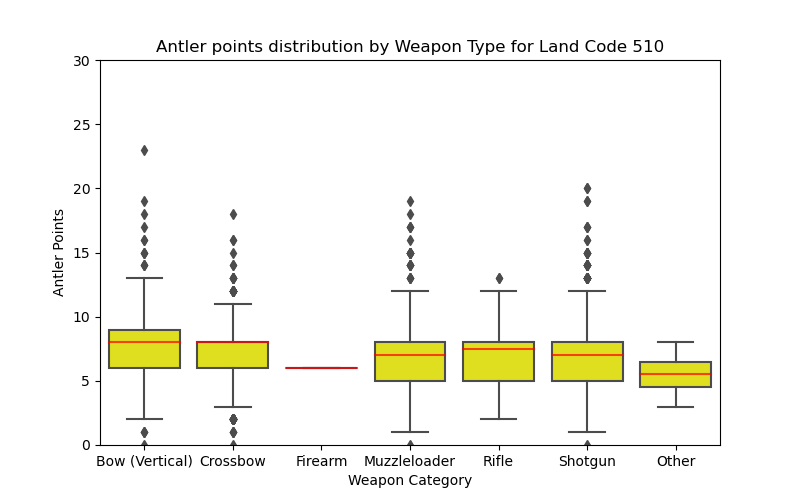 Antler points distribution by Weapon Type for Land Code 510
30
25
20
15
10
5
0
Antler Points
Bow (Vertical) Crossbow Firearm Muzzleloader Rifle Shotgun Other
Weapon Category